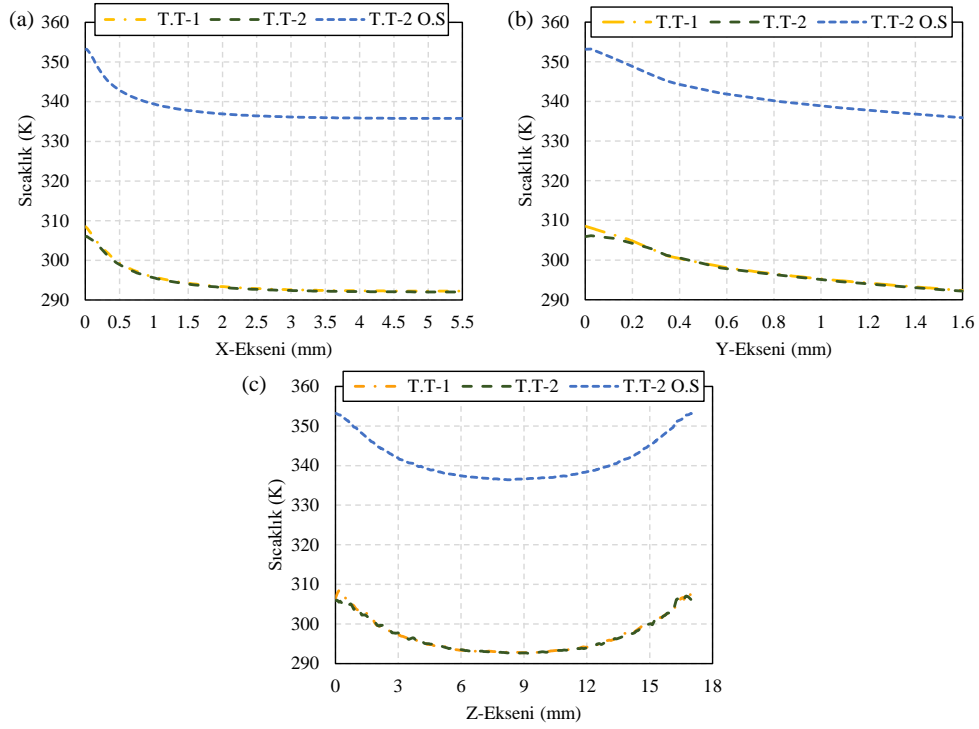 (a)
T.T-1 T.T-2 T.T-2 O.S
360
350
340
330
320
310
300
290
Sıcaklık (K)
0 0.5 1 1.5 2 2.5 3 3.5 4 4.5 5 5.5
X-Ekseni (mm)
(b)
T.T-1 T.T-2 T.T-2 O.S
360
350
340
330
320
310
300
290
Sıcaklık (K)
0 0.2 0.4 0.6 0.8 1 1.2 1.4 1.6
Y-Ekseni (mm)
(c)
T.T-1 T.T-2 T.T-2 O.S
360
350
340
330
320
310
300
290
Sıcaklık (K)
0 3 6 9 12 15 18
Z-Ekseni (mm)